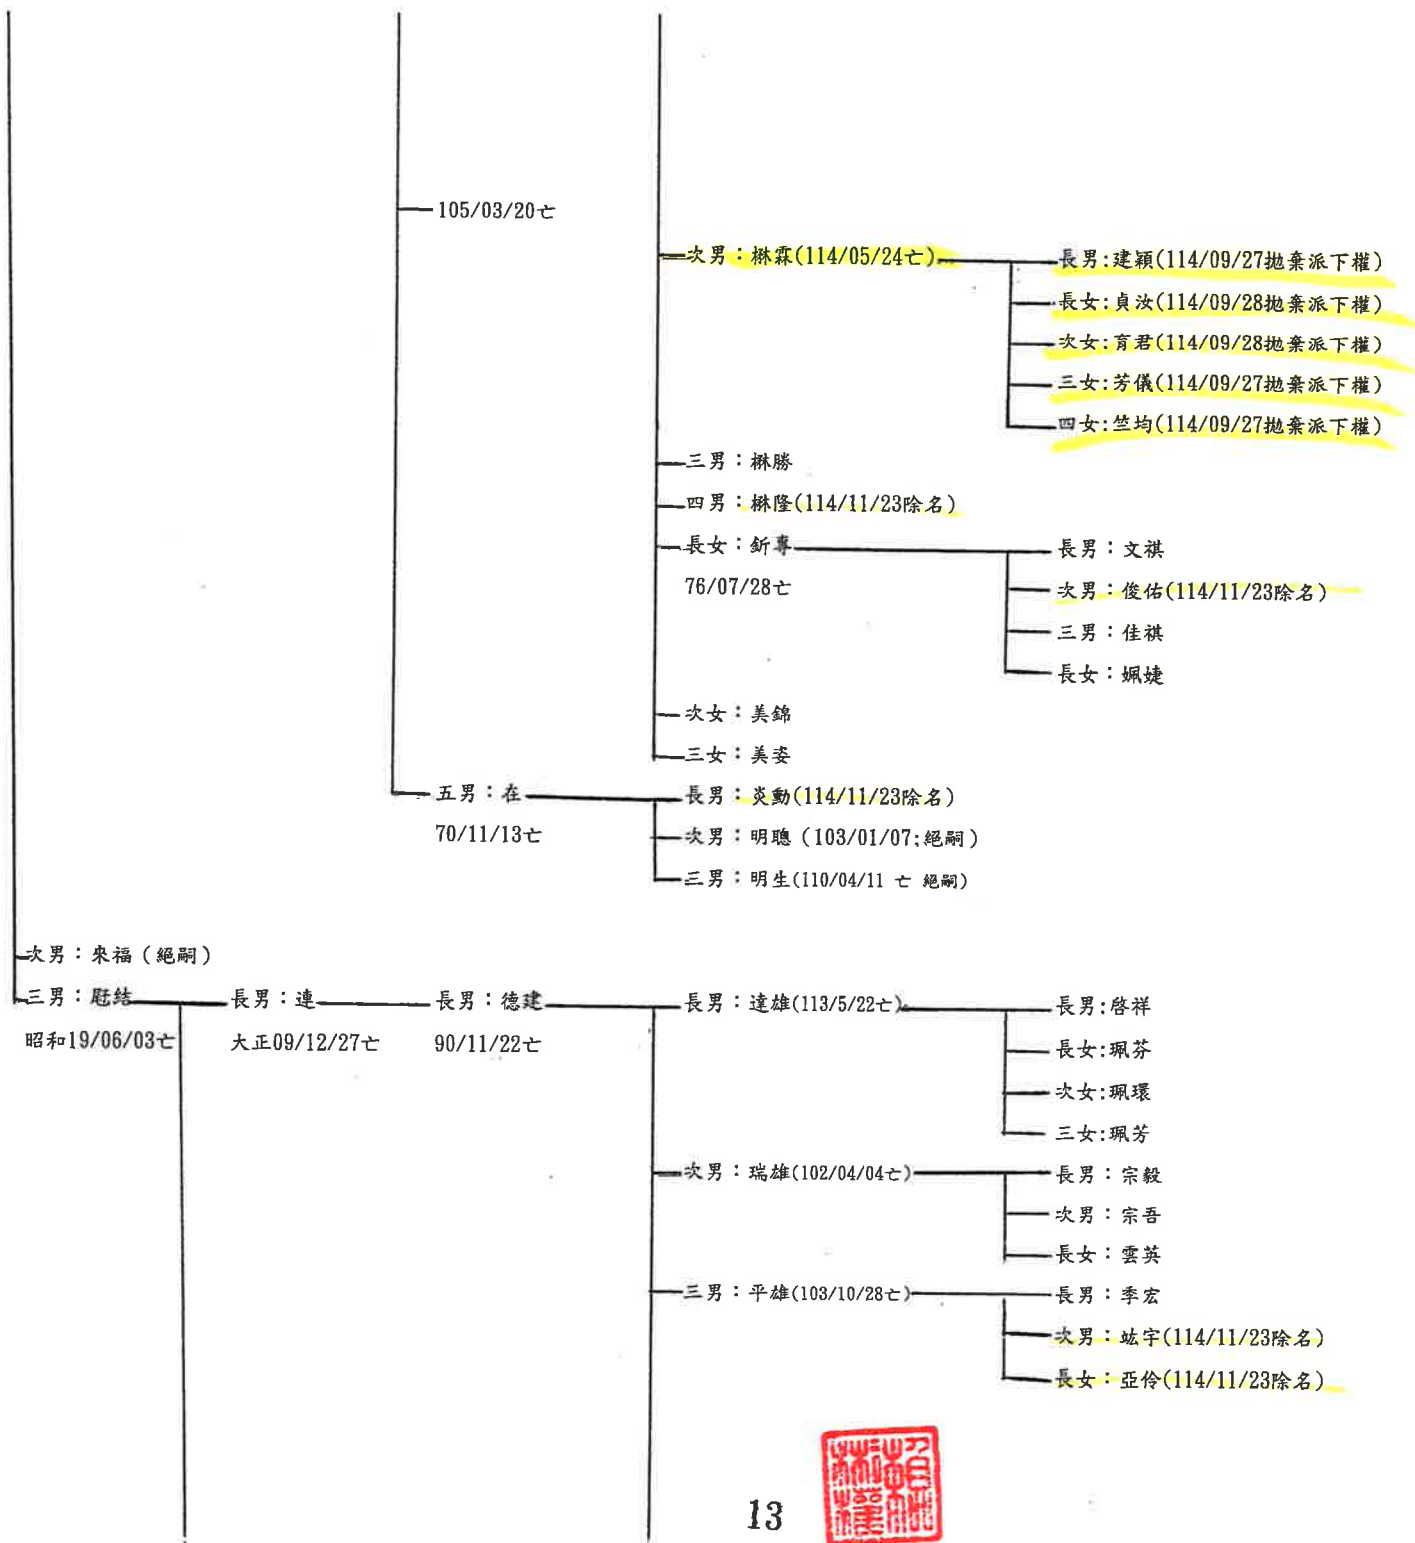 105/03/20亡
次男：楙霖(114/05/24亡)
長男:建穎(114/09/27拋棄派下權)
長女:貞汝(114/09/28拋棄派下權)
次女:育君(114/09/28拋棄派下權)
三女:芳儀(114/09/27拋棄派下權)
四女:竺均(114/09/27拋棄派下權)
三男：楙勝
四男：楙隆(114/11/23除名)
長女：釿專
76/07/28亡
長男：文祺
次男：俊佑(114/11/23除名)
三男：佳祺
長女：姵婕
次女：美錦
三女：美姿
五男：在
70/11/13亡
長男：炎勳(114/11/23除名)
次男：明聰（103/01/07;絕嗣）
三男：明生(110/04/11 亡 絕嗣)
次男：來福（絕嗣）
三男：屘结
昭和19/06/03亡
長男：連
大正09/12/27亡
長男：德建
90/11/22亡
長男：達雄(113/5/22亡)
長男:啓祥
長女:珮芬
次女:珮環
三女:珮芳
次男：瑞雄(102/04/04亡)
長男：宗毅
次男：宗吾
長女：雲英
三男：平雄(103/10/28亡)
長男：季宏
次男：竑宇(114/11/23除名)
長女：亞伶(114/11/23除名)
13